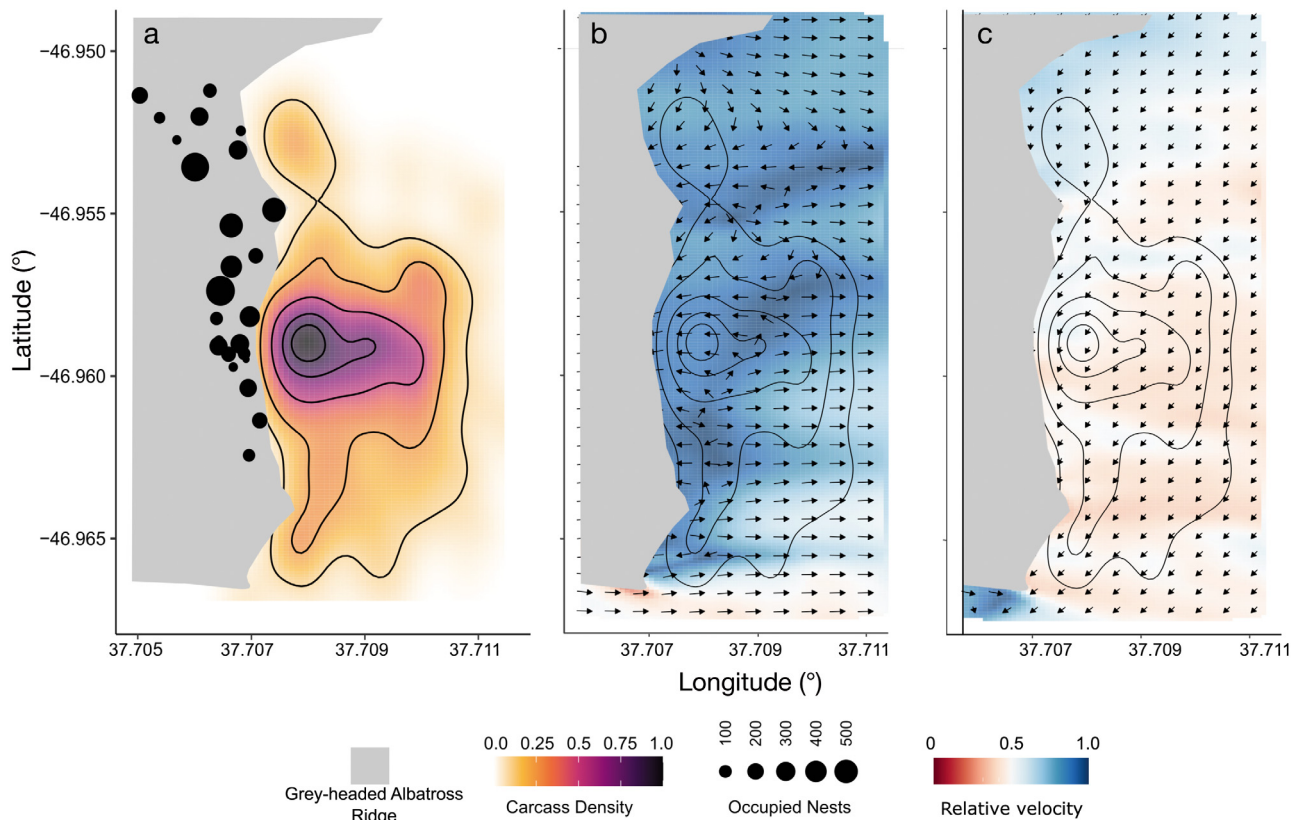 a
b
c
−46.950
−46.955
−46.960
−46.965
Latitude (°)
37.705
37.707
37.709
37.711
37.707
37.709
37.711
37.707
37.709
37.711
Longitude (°)
Grey-headed Albatross
Ridge
0.0 0.25 0.5 0.75 1.0
Carcass Density
100 200 300 400 500
Occupied Nests
0 0.5 1.0
Relative velocity